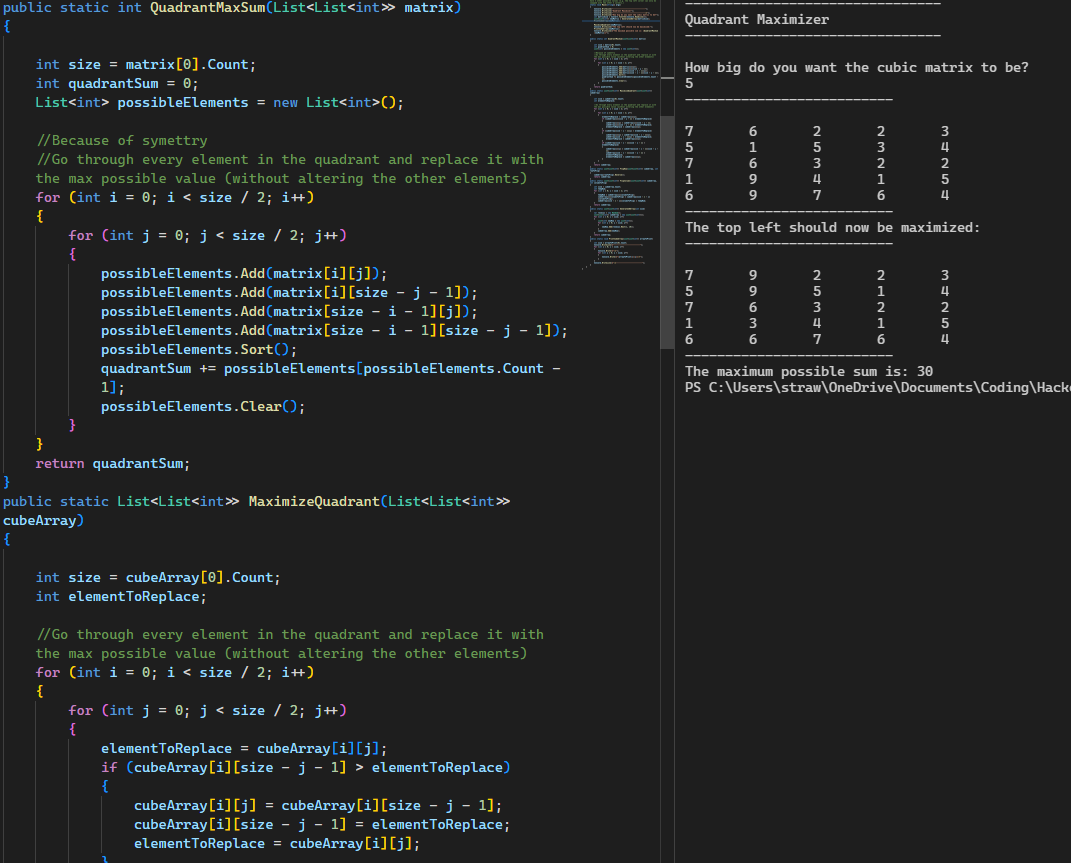 public static int QuadrantMaxSum(List<List<int>> matrix)
{
int size = matrix[0].Count;
int quadrantSum = 0;
List<int> possibleElements = new List<int>();
//Because of symettry
//Go through every element in the quadrant and replace it with
the max possible value (without altering the other elements)
for (int i = 0; i < size / 2; i++)
{
for (int j = 0; j < size / 2; j++)
{
possibleElements.Add(matrix[i][j]);
possibleElements.Add(matrix[i][size - j - 1]);
possibleElements.Add(matrix[size - i - 1][j]);
possibleElements.Add(matrix[size - i - 1][size - j - 1]);
possibleElements.Sort();
quadrantSum += possibleElements[possibleElements.Count -
1];
possibleElements.Clear();
}
}
return quadrantSum;
}
public static List<List<int>> MaximizeQuadrant(List<List<int>>
cubeArray)
{
int size = cubeArray[0].Count;
int elementToReplace;
//Go through every element in the quadrant and replace it with
the max possible value (without altering the other elements)
for (int i = 0; i < size / 2; i++)
{
for (int j = 0; j < size / 2; j++)
{
elementToReplace = cubeArray[i][j];
if (cubeArray[i][size - j - 1] > elementToReplace)
{
cubeArray[i][j] = cubeArray[i][size - j - 1];
cubeArray[i][size - j - 1] = elementToReplace;
elementToReplace = cubeArray[i][j];
}
--------------------------------
Quadrant Maximizer
--------------------------------
How big do you want the cubic matrix to be?
5
--------------------------
7 6 2 2 3
5 1 5 3 4
7 6 3 2 2
1 9 4 1 5
6 9 7 6 4
--------------------------
The top left should now be maximized:
--------------------------
7 9 2 2 3
5 9 5 1 4
7 6 3 2 2
1 3 4 1 5
6 6 7 6 4
--------------------------
The maximum possible sum is: 30
PS C:\Users\straw\OneDrive\Documents\Coding\Hack